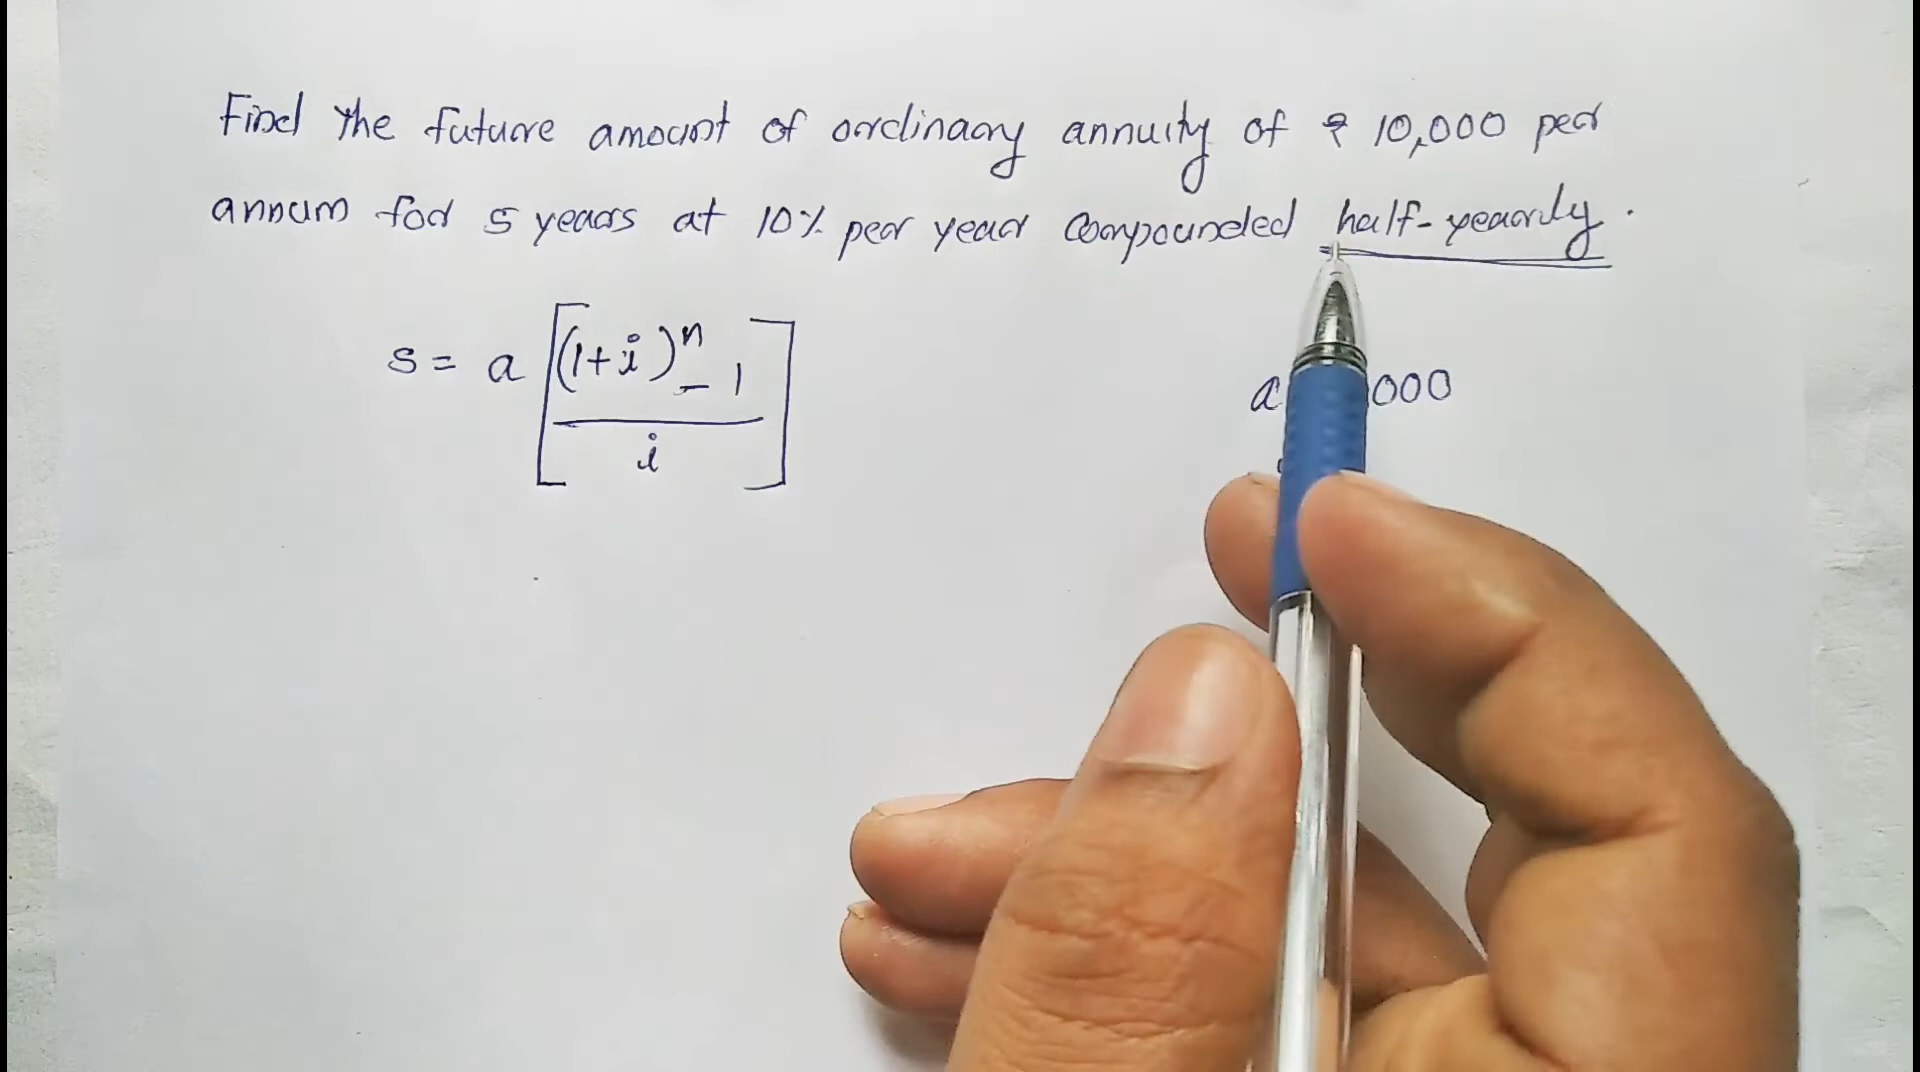 Find the future amount of ordinary annuity of ₹ 10,000 per
annum for 5 years at 10% per year compounded half-yearly.
s = a [ (1+i)^n - 1 / i ]
a 000